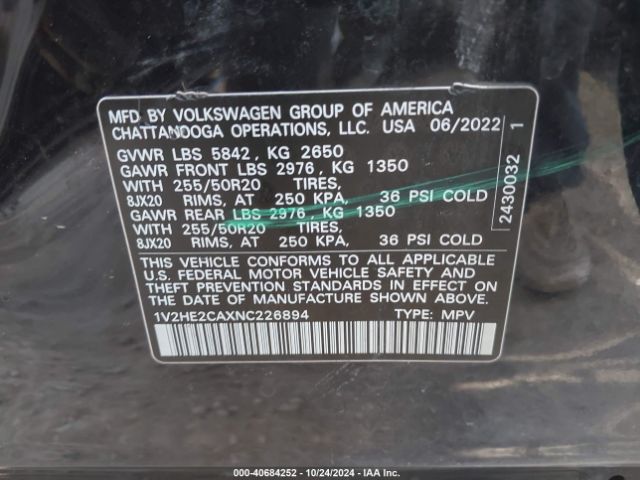 MFD BY VOLKSWAGEN GROUP OF AMERICA
CHATTANOOGA OPERATIONS, LLC. USA 06/2022
GVWR LBS 5842, KG 2650
GAWR FRONT LBS 2976, KG 1350
WITH 255/50R20 TIRES,
8JX20 RIMS, AT 250 KPA, 36 PSI COLD
GAWR REAR LBS 2976, KG 1350
WITH 255/50R20 TIRES,
8JX20 RIMS, AT 250 KPA, 36 PSI COLD
THIS VEHICLE CONFORMS TO ALL APPLICABLE
U.S. FEDERAL MOTOR VEHICLE SAFETY AND
THEFT PREVENTION STANDARDS IN EFFECT ON
THE DATE OF MANUFACTURE SHOWN ABOVE.
1V2HE2CAXNC226894 TYPE: MPV
2430032 1
000-40684252 - 10/24/2024 - IAA Inc.